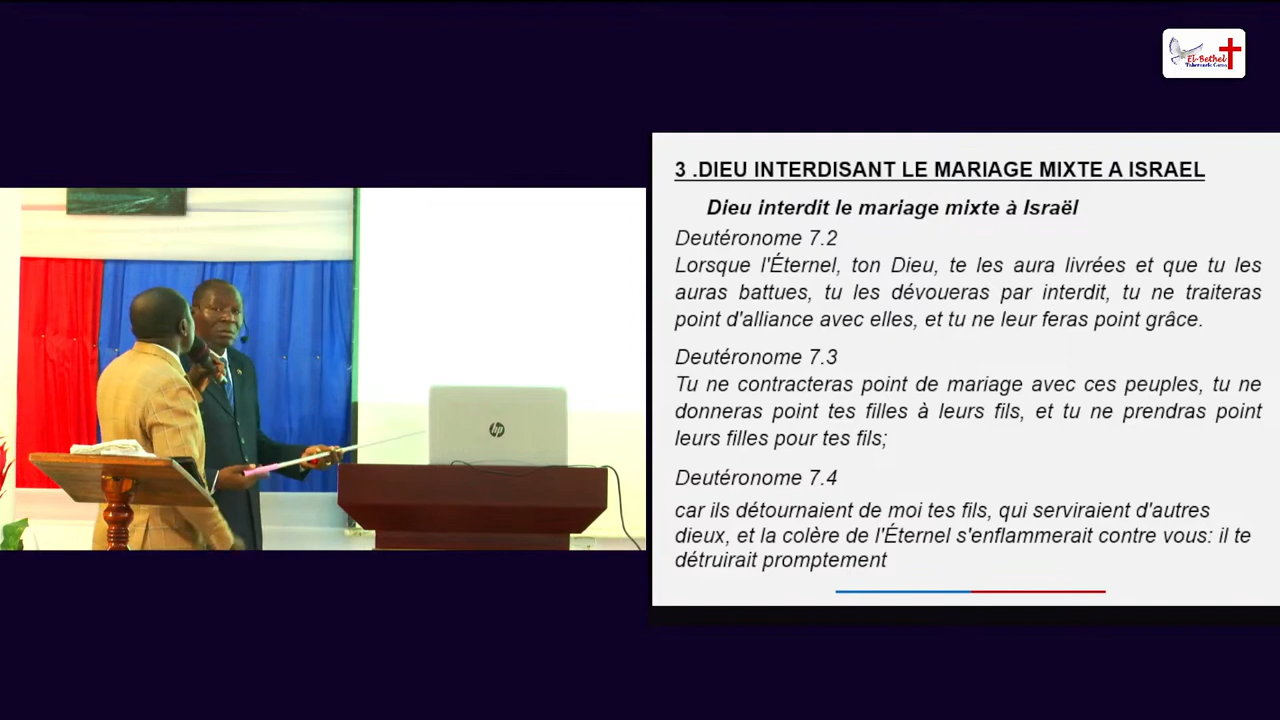 El-Bethel
3 .DIEU INTERDISANT LE MARIAGE MIXTE A ISRAEL
Dieu interdit le mariage mixte à Israël
Deutéronome 7.2
Lorsque l'Éternel, ton Dieu, te les aura livrées et que tu les
auras battues, tu les dévoueras par interdit, tu ne traiteras
point d'alliance avec elles, et tu ne leur feras point grâce.
Deutéronome 7.3
Tu ne contracteras point de mariage avec ces peuples, tu ne
donneras point tes filles à leurs fils, et tu ne prendras point
leurs filles pour tes fils;
Deutéronome 7.4
car ils détournaient de moi tes fils, qui serviraient d'autres
dieux, et la colère de l'Éternel s'enflammerait contre vous: il te
détruirait promptement
hp